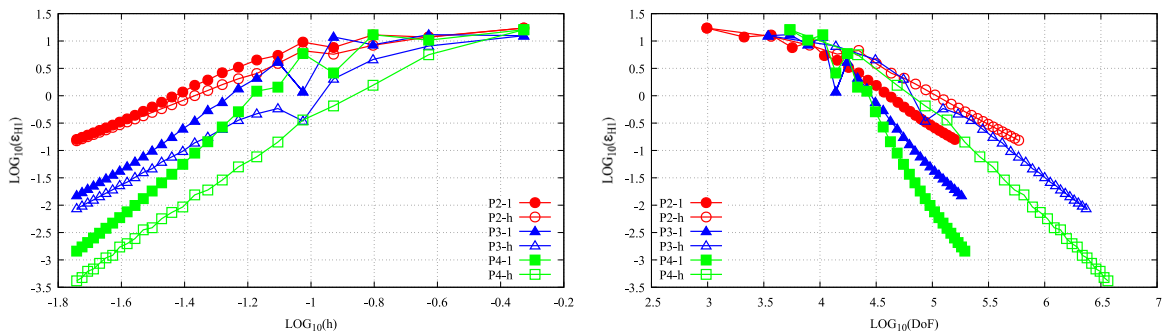 1.5
1
0.5
0
-0.5
-1
-1.5
-2
-2.5
-3
-3.5
LOG10(εH1)
P2-1
P2-h
P3-1
P3-h
P4-1
P4-h
-1.8 -1.6 -1.4 -1.2 -1 -0.8 -0.6 -0.4 -0.2
LOG10(h)
1.5
1
0.5
0
-0.5
-1
-1.5
-2
-2.5
-3
-3.5
LOG10(εH1)
P2-1
P2-h
P3-1
P3-h
P4-1
P4-h
2.5 3 3.5 4 4.5 5 5.5 6 6.5 7
LOG10(DoF)